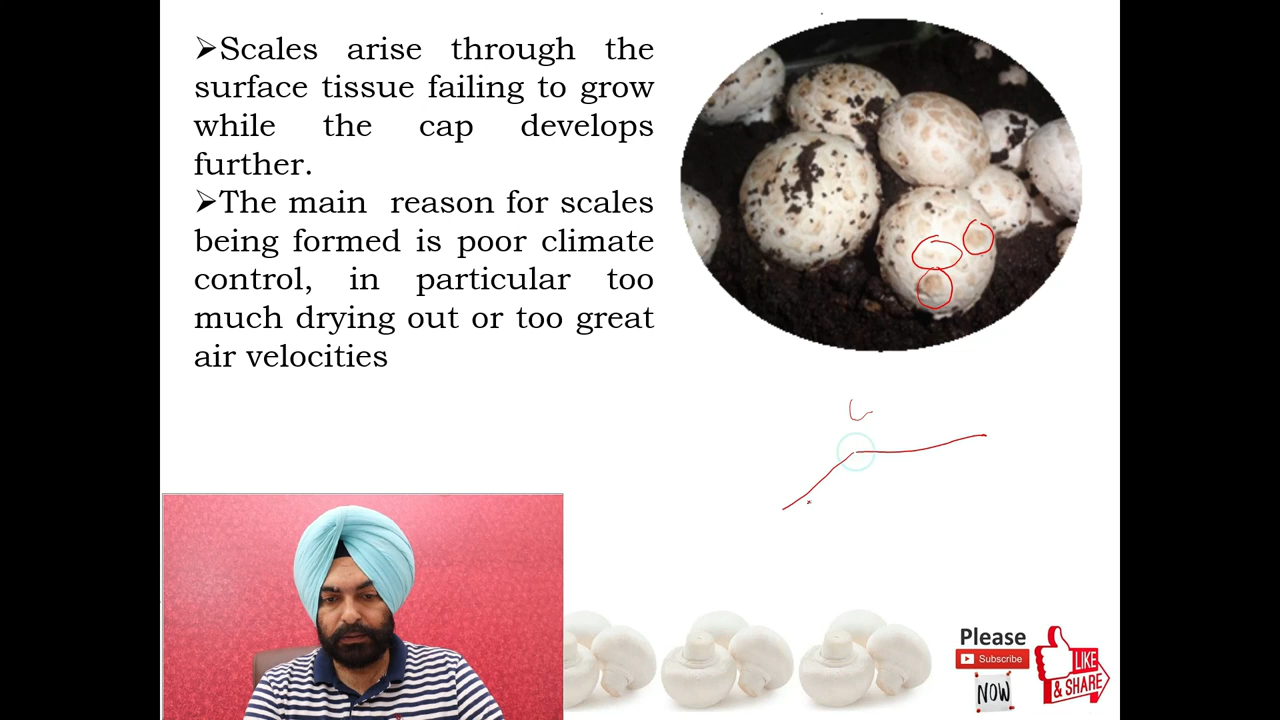 ➢Scales arise through the
surface tissue failing to grow
while the cap develops
further.
➢The main reason for scales
being formed is poor climate
control, in particular too
much drying out or too great
air velocities
Please
Subscribe
NOW
LIKE
& SHARE